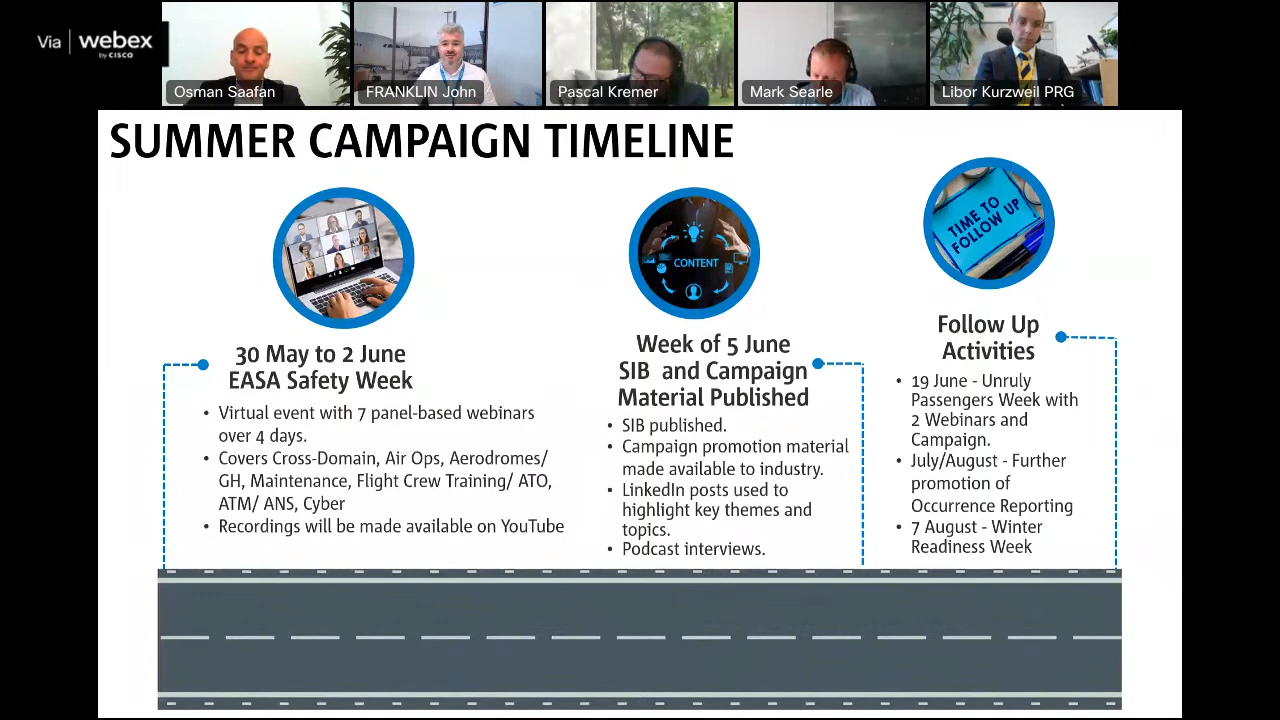 Via webex
by CISCO
Osman Saafan
FRANKLIN John
Pascal Kremer
Mark Searle
Libor Kurzweil PRG
SUMMER CAMPAIGN TIMELINE
30 May to 2 June
EASA Safety Week
• Virtual event with 7 panel-based webinars
over 4 days.
• Covers Cross-Domain, Air Ops, Aerodromes/
GH, Maintenance, Flight Crew Training/ ATO,
ATM/ ANS, Cyber
• Recordings will be made available on YouTube
CONTENT
Week of 5 June
SIB and Campaign
Material Published
• SIB published.
• Campaign promotion material
made available to industry.
• LinkedIn posts used to
highlight key themes and
topics.
• Podcast interviews.
TIME TO
FOLLOW UP
Follow Up
Activities
• 19 June - Unruly
Passengers Week with
2 Webinars and
Campaign.
• July/August - Further
promotion of
Occurrence Reporting
• 7 August - Winter
Readiness Week